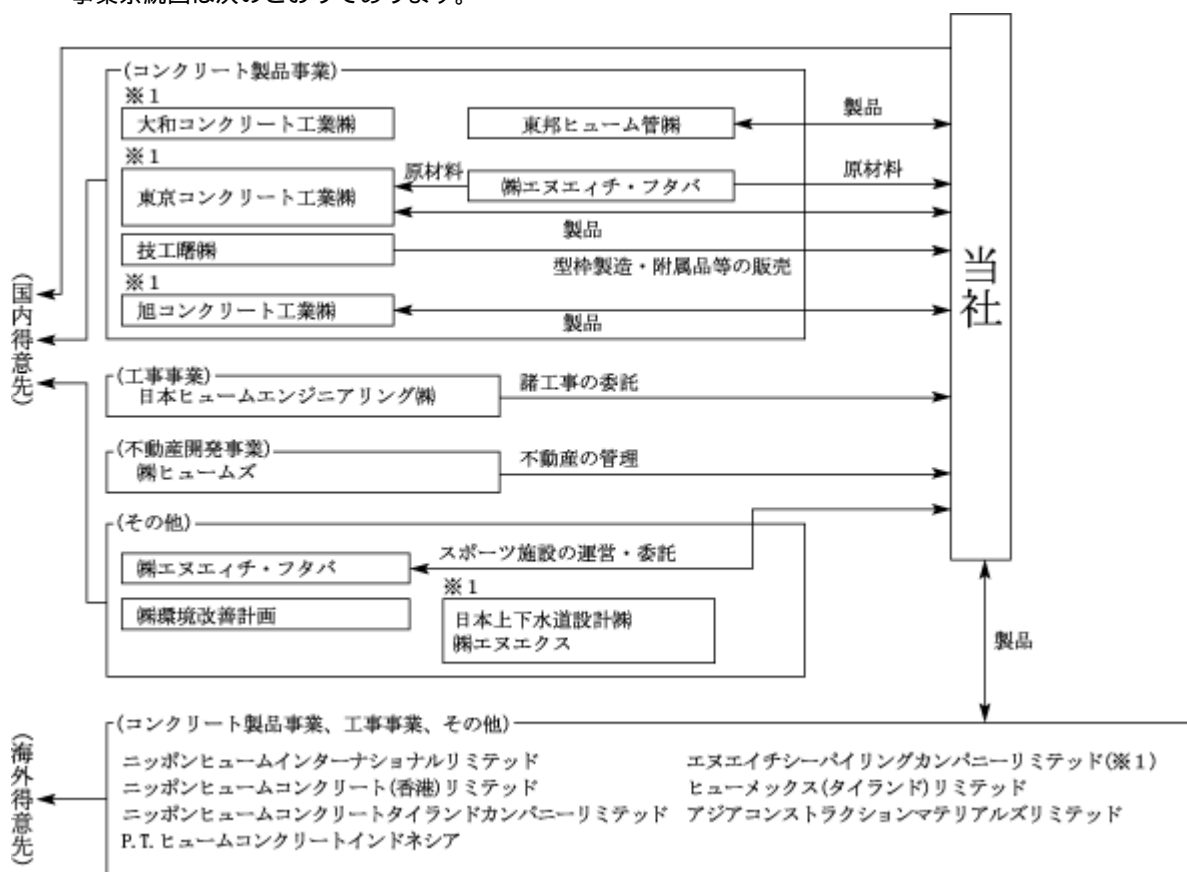 事業系統図は次のとおりであります。
(コンクリート製品事業)
※1
大和コンクリート工業㈱
東邦ヒューム管㈱
製品
※1
東京コンクリート工業㈱
原材料
㈱エヌエィチ・フタバ
原材料
製品
技工曙㈱
型枠製造・附属品等の販売
※1
旭コンクリート工業㈱
製品
当社
(国内得意先)
(工事事業)
日本ヒュームエンジニアリング㈱
諸工事の委託
(不動産開発事業)
㈱ヒュームズ
不動産の管理
(その他)
㈱エヌエィチ・フタバ
スポーツ施設の運営・委託
※1
㈱環境改善計画
日本上下水道設計㈱
㈱エヌエクス
製品
(コンクリート製品事業、工事事業、その他)
ニッポンヒュームインターナショナルリミテッド
エヌエイチシーパイリングカンパニーリミテッド(※1)
ニッポンヒュームコンクリート(香港)リミテッド
ヒューメックス(タイランド)リミテッド
ニッポンヒュームコンクリートタイランドカンパニーリミテッド
アジアコンストラクションマテリアルズリミテッド
P.T.ヒュームコンクリートインドネシア
(海外得意先)